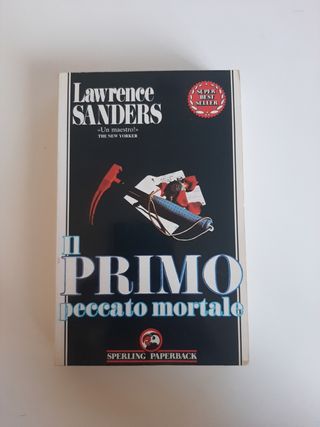 Lawrence
SANDERS
«Un maestro!»
THE NEW YORKER
SUPER
BEST
SELLER
Il
PRIMO
peccato mortale
SPERLING PAPERBACK